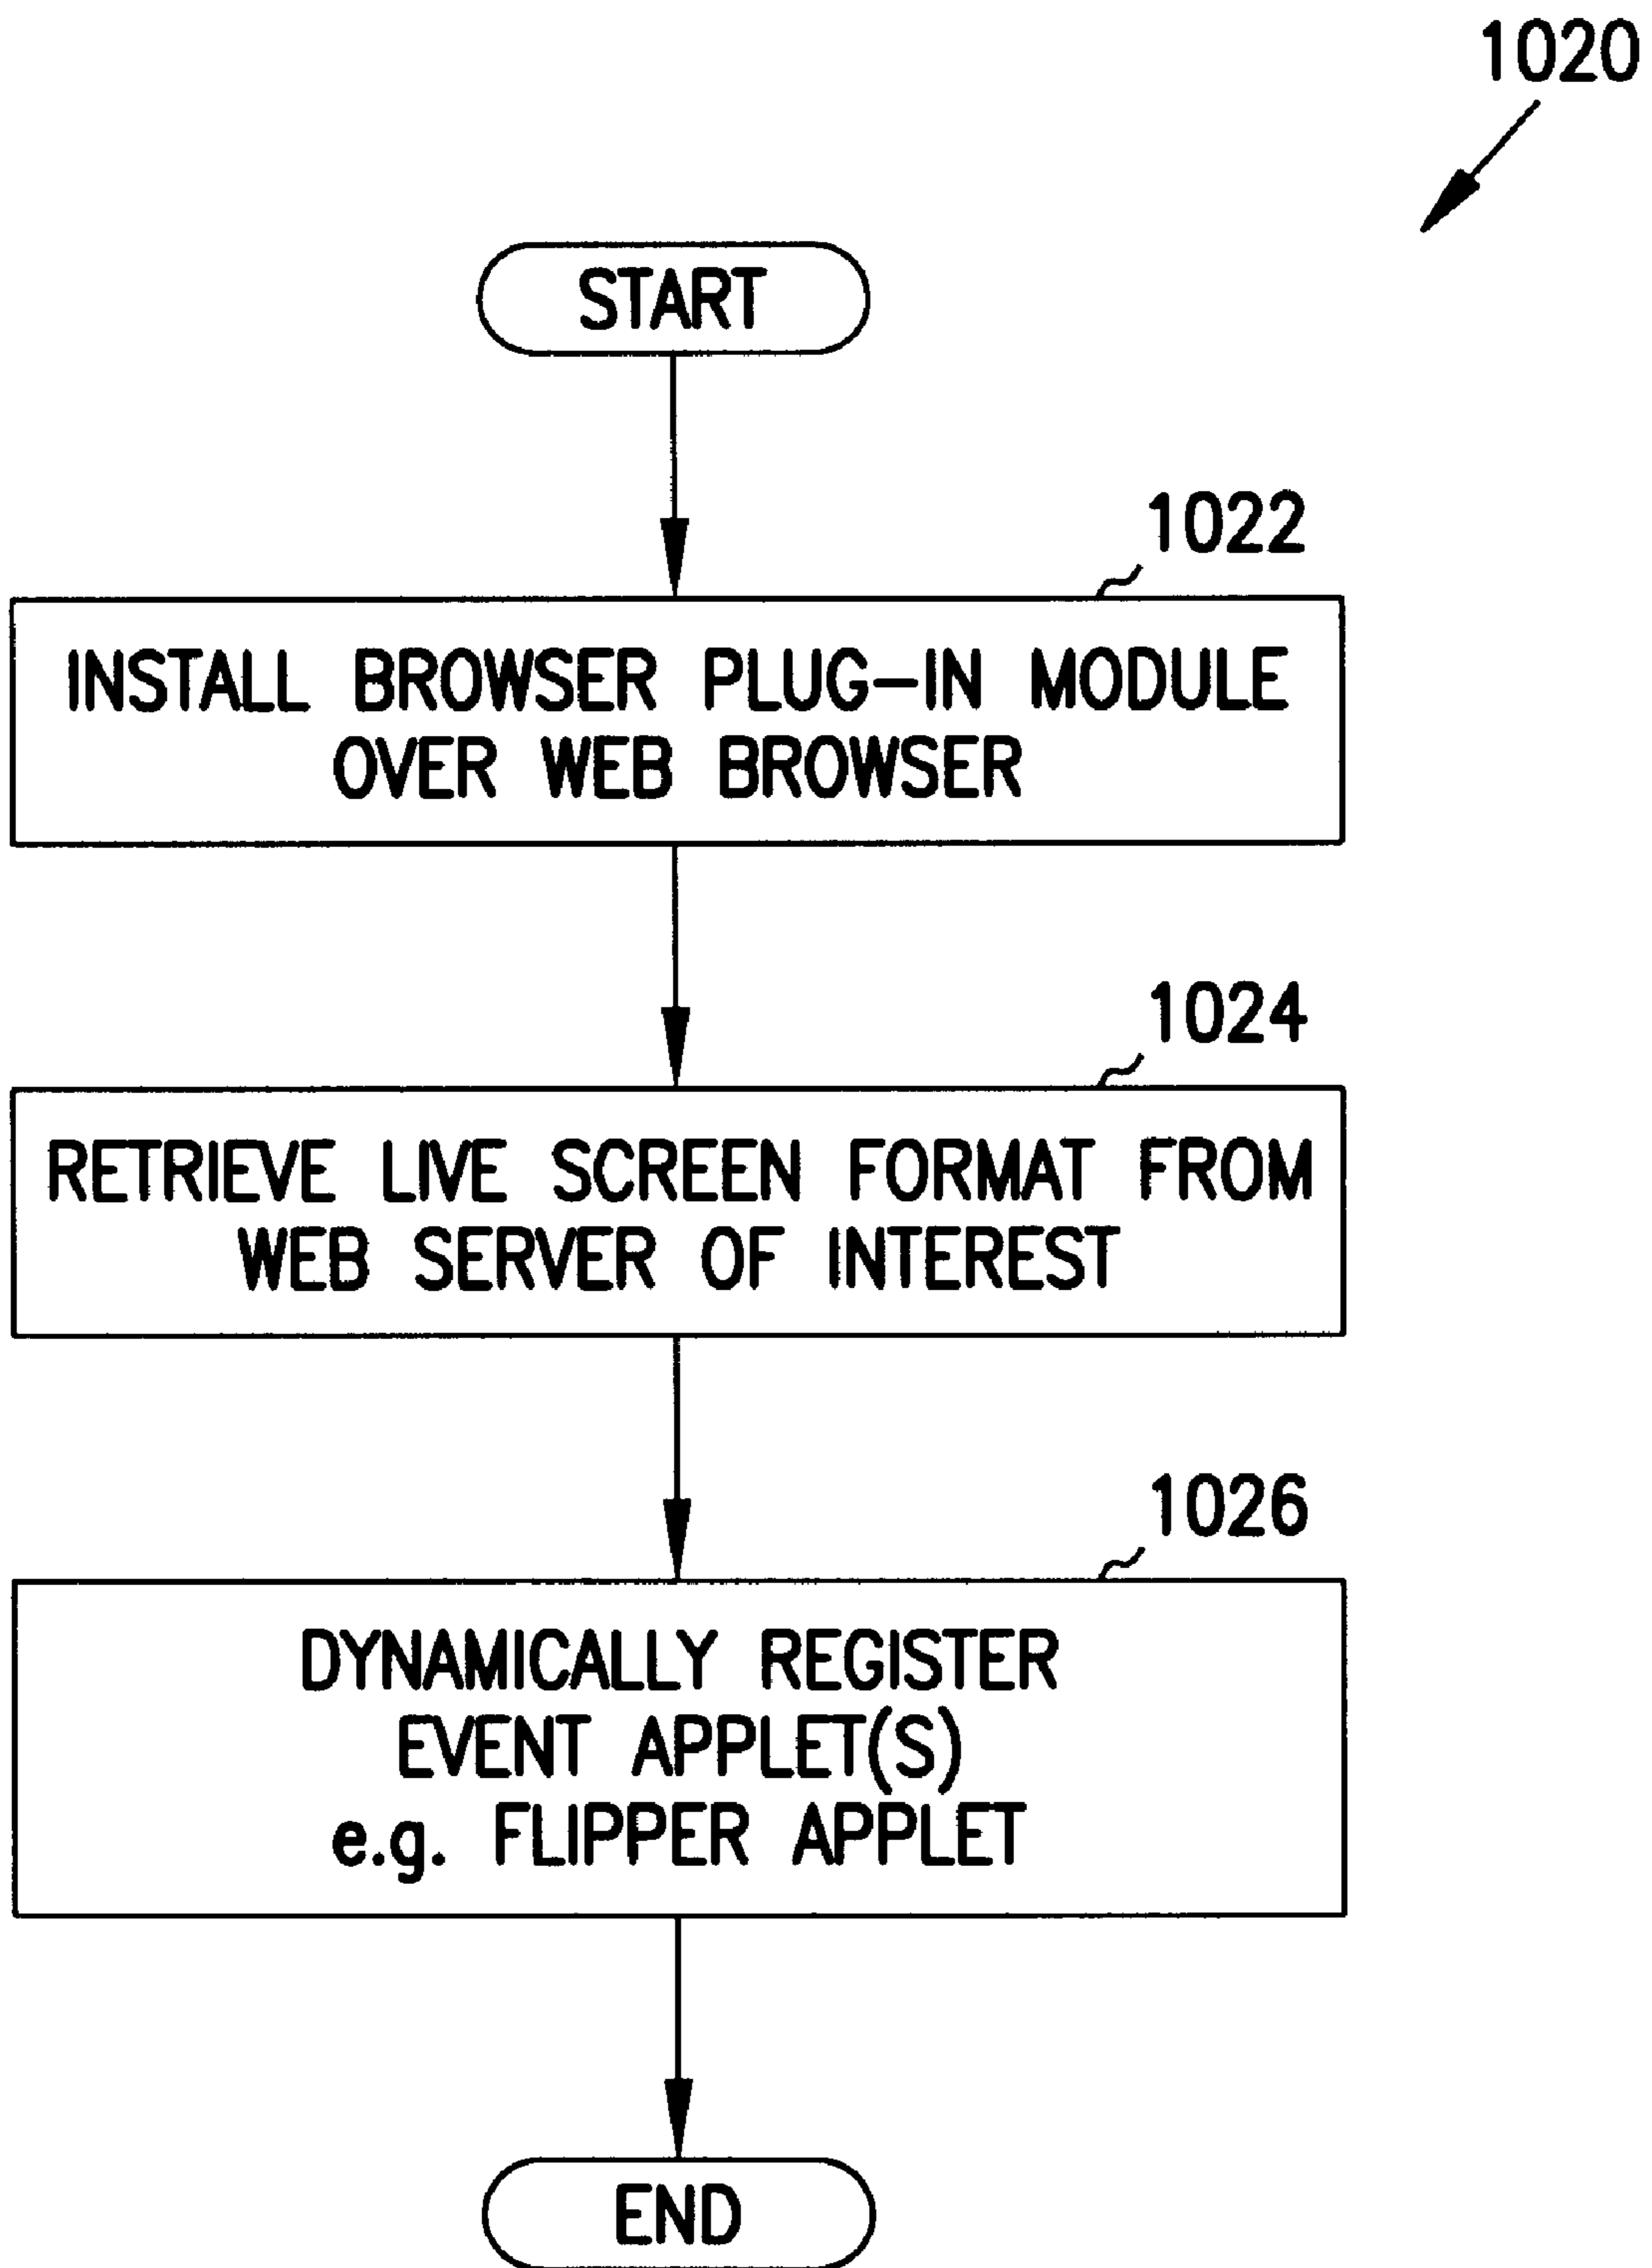 1020
START
1022
INSTALL BROWSER PLUG-IN MODULE
OVER WEB BROWSER
1024
RETRIEVE LIVE SCREEN FORMAT FROM
WEB SERVER OF INTEREST
1026
DYNAMICALLY REGISTER
EVENT APPLET(S)
e.g. FLIPPER APPLET
END